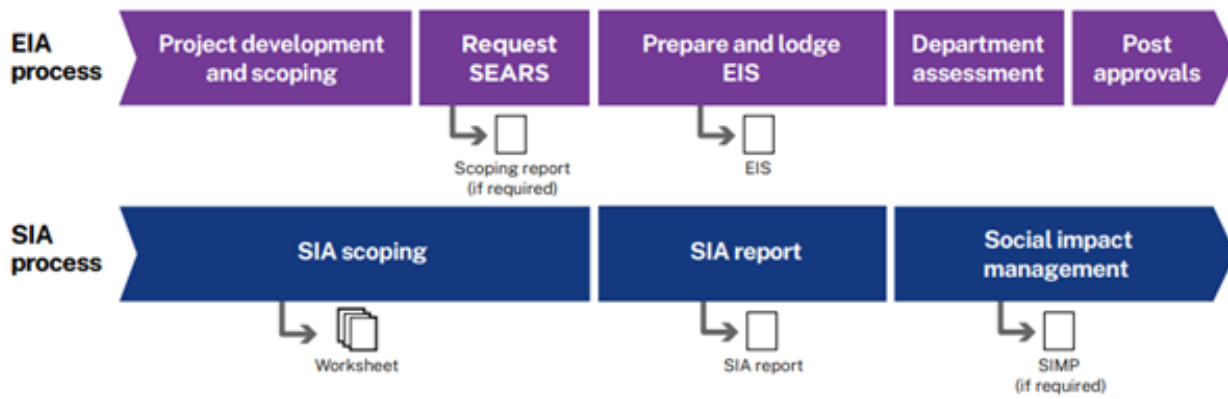 EIA
process
Project development
and scoping
Request
SEARS
Prepare and lodge
EIS
Department
assessment
Post
approvals
Scoping report
(if required)
EIS
SIA
process
SIA scoping
SIA report
Social impact
management
Worksheet
SIA report
SIMP
(if required)